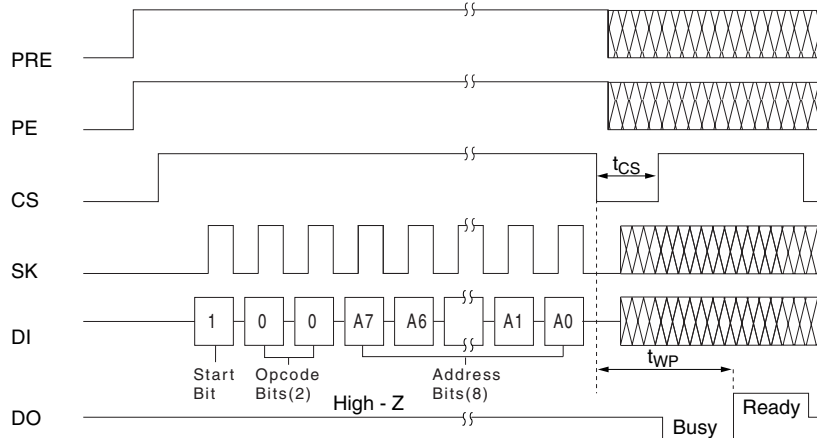 PRE
PE
CS
tCS
SK
DI
1 0 0 A7 A6 A1 A0
Start Bit
Opcode Bits(2)
Address Bits(8)
tWP
DO
High - Z
Busy
Ready